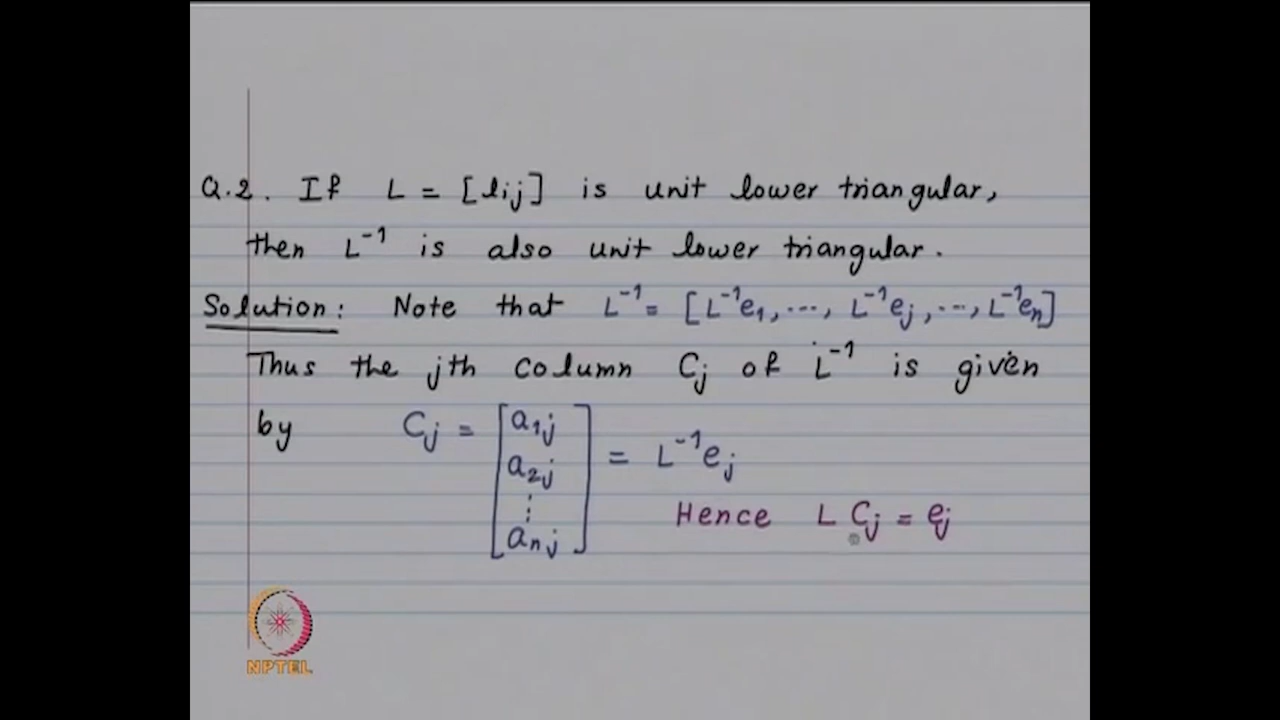 Q.2. If L = [lij] is unit lower triangular,
then L⁻¹ is also unit lower triangular.
Solution: Note that L⁻¹ = [L⁻¹e₁, ..., L⁻¹eⱼ, ..., L⁻¹eₙ]
Thus the jth column Cⱼ of L⁻¹ is given
by Cⱼ = [a₁ⱼ a₂ⱼ ⋮ aₙⱼ] = L⁻¹eⱼ
Hence L Cⱼ = eⱼ
NPTEL